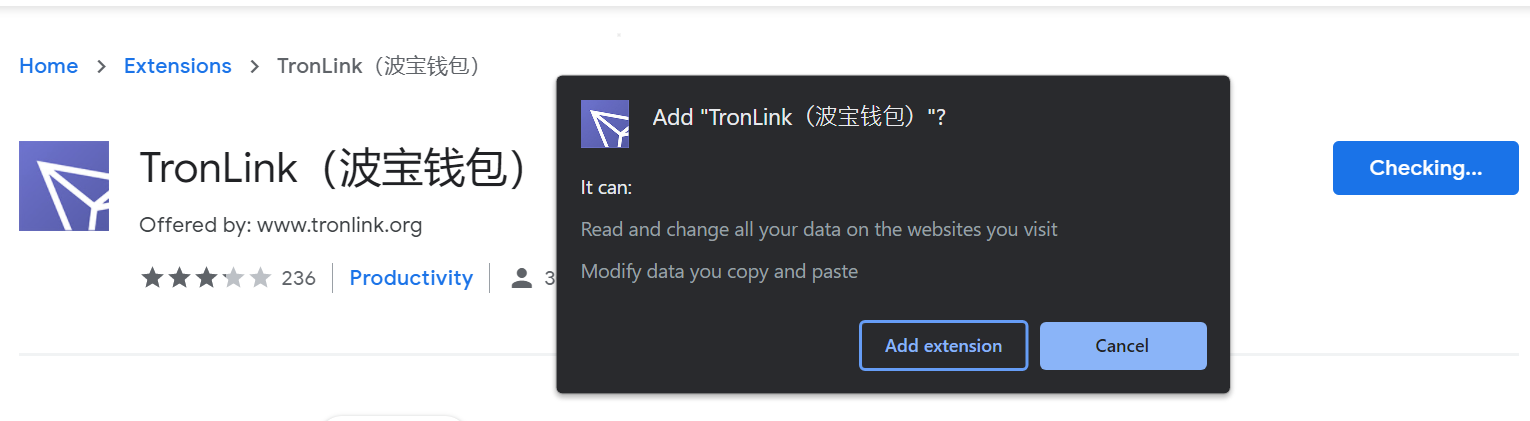 Home > Extensions > TronLink（波宝钱包）
TronLink（波宝钱包）
Offered by: www.tronlink.org
236 Productivity 3
Checking...
Add "TronLink（波宝钱包）"?
It can:
Read and change all your data on the websites you visit
Modify data you copy and paste
Add extension
Cancel